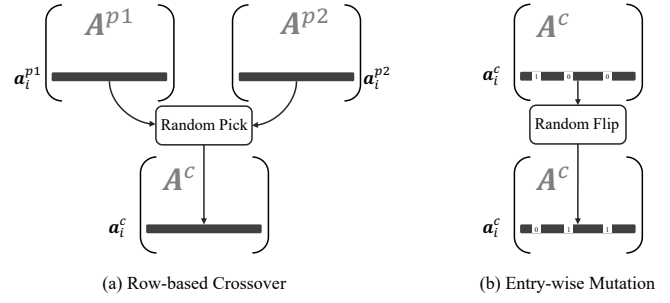 A^{p1}
A^{p2}
a_i^{p1}
a_i^{p2}
Random Pick
A^c
a_i^c
(a) Row-based Crossover
A^c
a_i^c
1 0 0
Random Flip
A^c
a_i^c
0 1 1
(b) Entry-wise Mutation